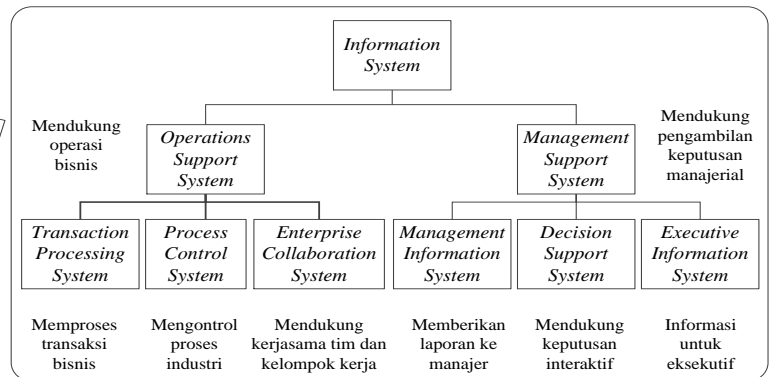 Information
System
Mendukung
operasi
bisnis
Operations
Support
System
Management
Support
System
Mendukung
pengambilan
keputusan
manajerial
Transaction
Processing
System
Process
Control
System
Enterprise
Collaboration
System
Management
Information
System
Decision
Support
System
Executive
Information
System
Memproses
transaksi
bisnis
Mengontrol
proses
industri
Mendukung
kerjasama tim dan
kelompok kerja
Memberikan
laporan ke
manajer
Mendukung
keputusan
interaktif
Informasi
untuk
eksekutif